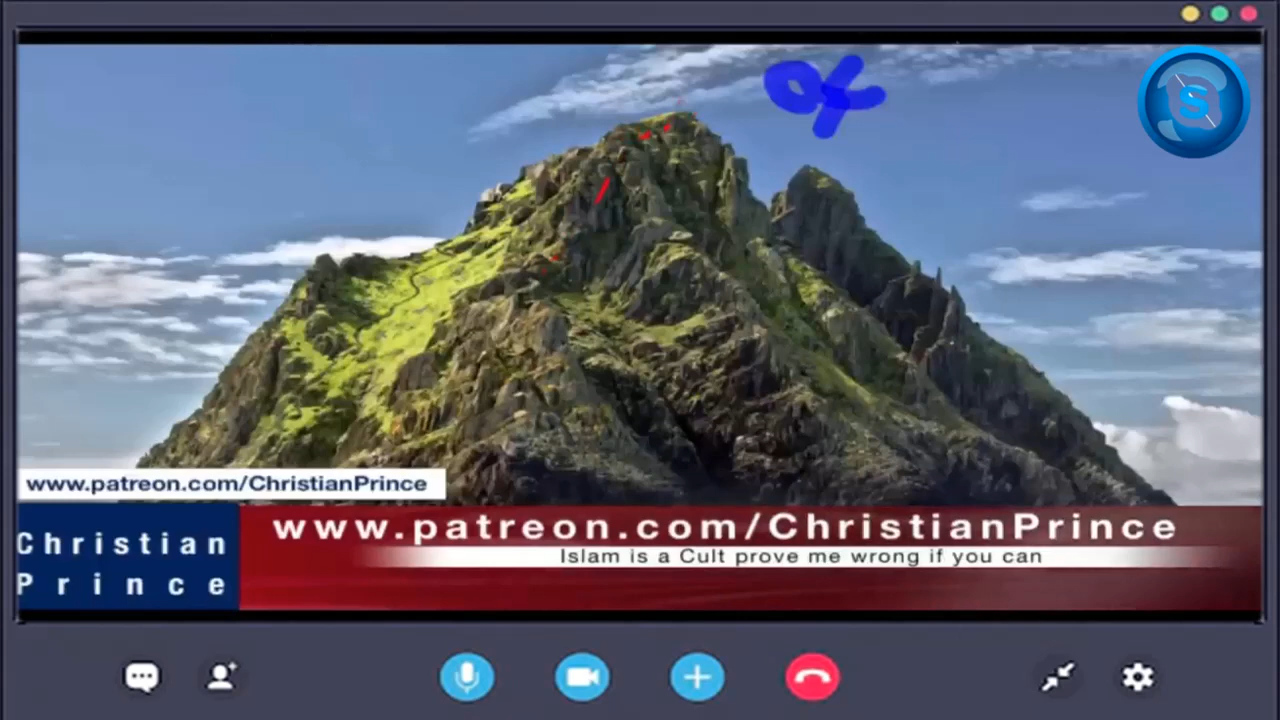 S
www.patreon.com/ChristianPrince
Christian
Prince
www.patreon.com/ChristianPrince
Islam is a Cult prove me wrong if you can